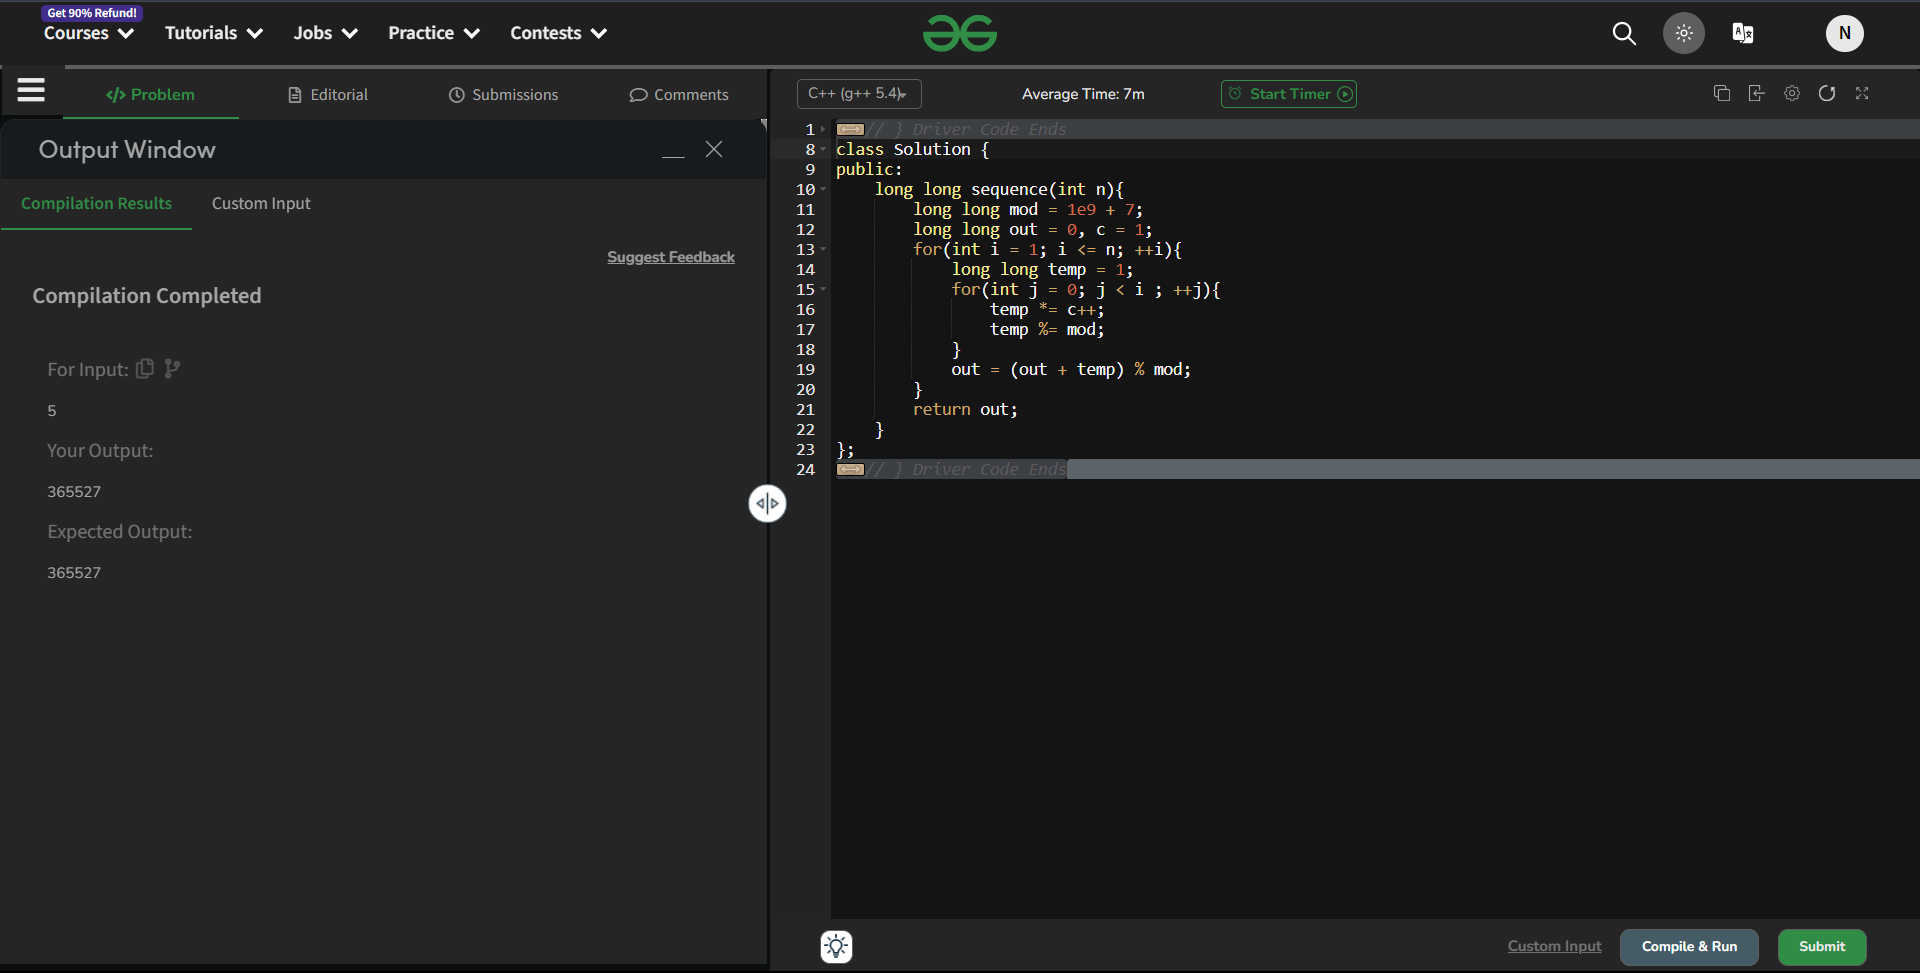 Get 90% Refund!
Courses Tutorials Jobs Practice Contests
N
Problem Editorial Submissions Comments
Output Window
Compilation Results Custom Input
Suggest Feedback
Compilation Completed
For Input:
5
Your Output:
365527
Expected Output:
365527
C++ (g++ 5.4) Average Time: 7m Start Timer
1 // } Driver Code Ends
8 class Solution {
9 public:
10 long long sequence(int n){
11 long long mod = 1e9 + 7;
12 long long out = 0, c = 1;
13 for(int i = 1; i <= n; ++i){
14 long long temp = 1;
15 for(int j = 0; j < i ; ++j){
16 temp *= c++;
17 temp %= mod;
18 }
19 out = (out + temp) % mod;
20 }
21 return out;
22 }
23 };
24 // } Driver Code Ends
Custom Input Compile & Run Submit